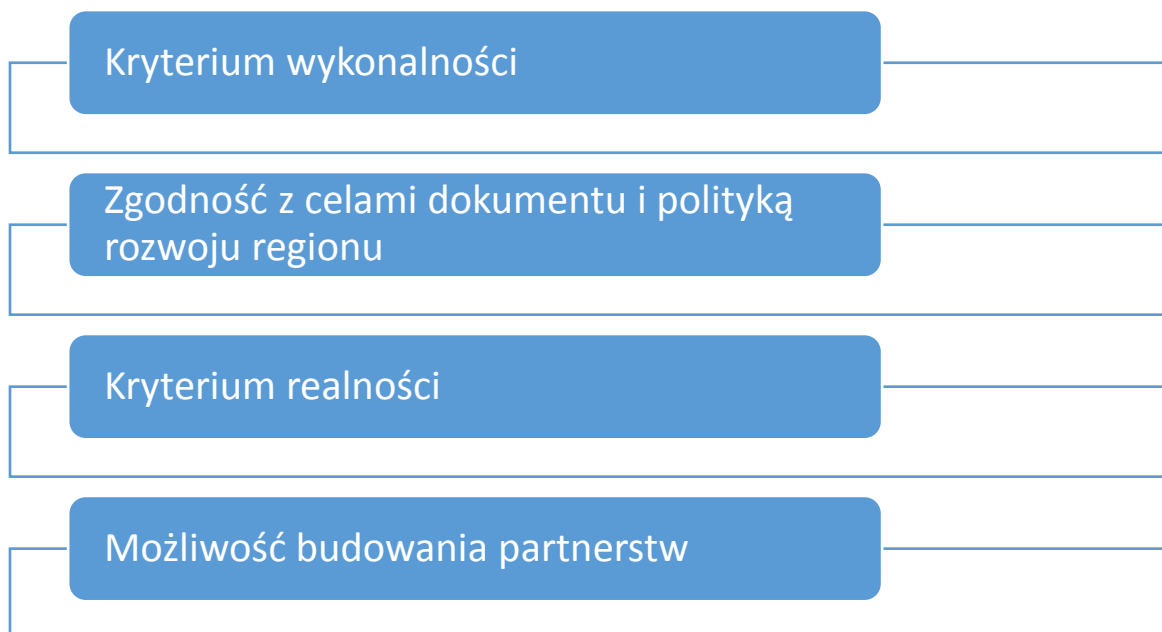 Kryterium wykonalności
Zgodność z celami dokumentu i polityką
rozwoju regionu
Kryterium realności
Możliwość budowania partnerstw